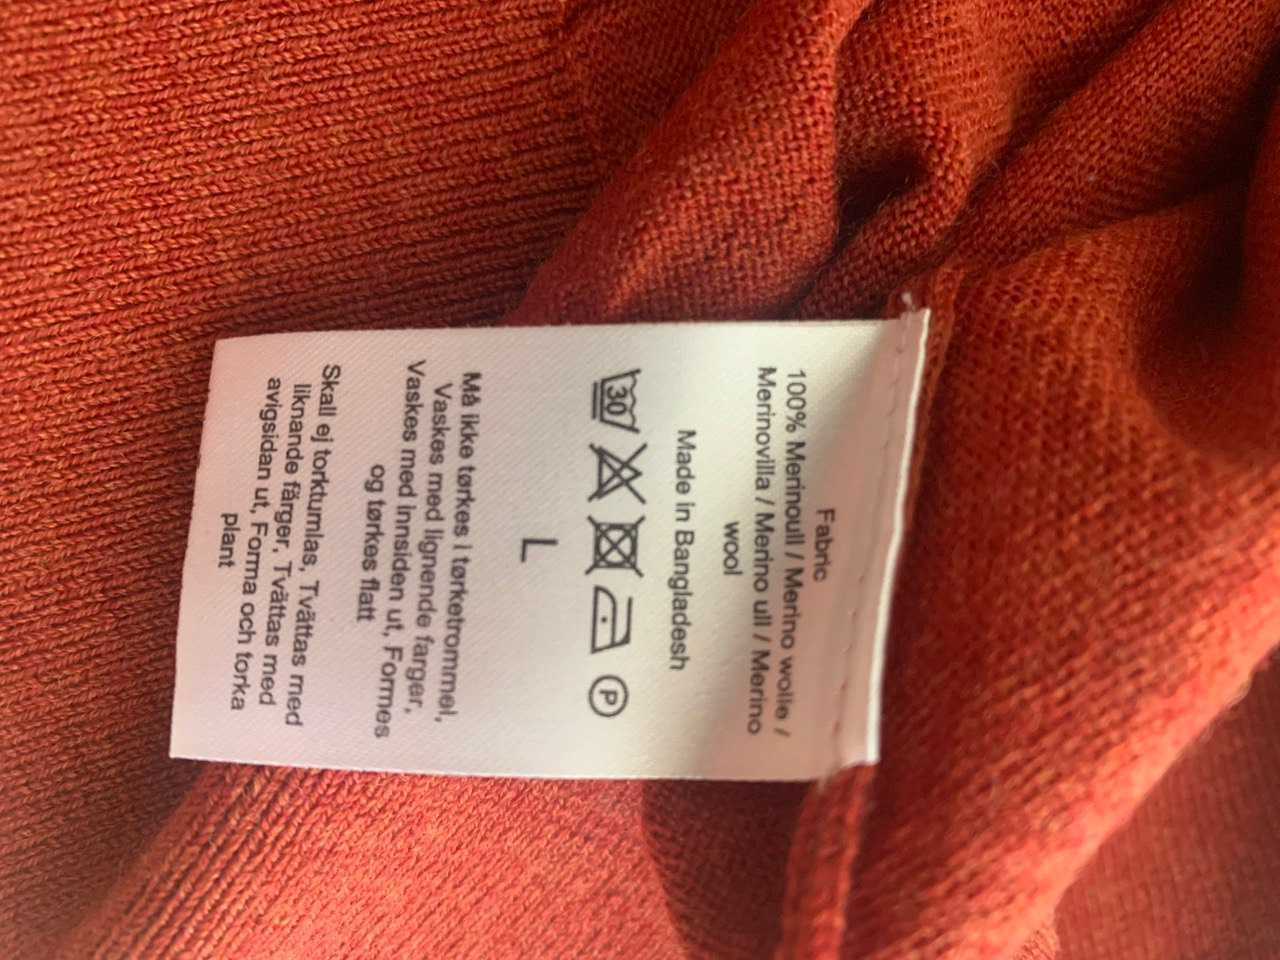 Fabric
100% Merinoull / Merino wolle /
Merinovilla / Merino ull / Merino
wool
Made in Bangladesh
30 P
L
Må ikke tørkes i tørketrommel,
Vaskes med lignende farger,
Vaskes med innsiden ut, Formes
og tørkes flatt
Skall ej torktumlas, Tvättas med
liknande färger, Tvättas med
avigsidan ut, Forma och torka
plant